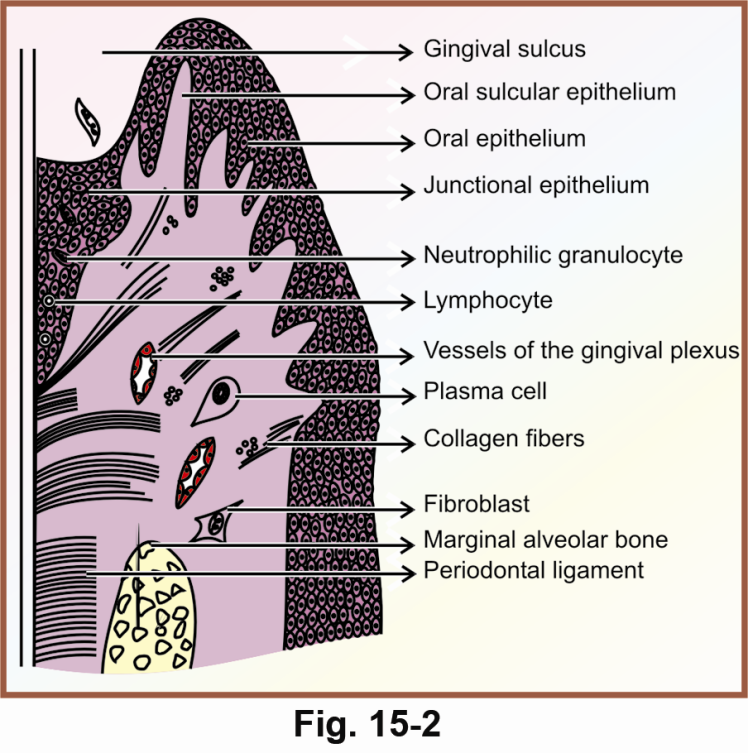 Gingival sulcus
Oral sulcular epithelium
Oral epithelium
Junctional epithelium
Neutrophilic granulocyte
Lymphocyte
Vessels of the gingival plexus
Plasma cell
Collagen fibers
Fibroblast
Marginal alveolar bone
Periodontal ligament
Fig. 15-2